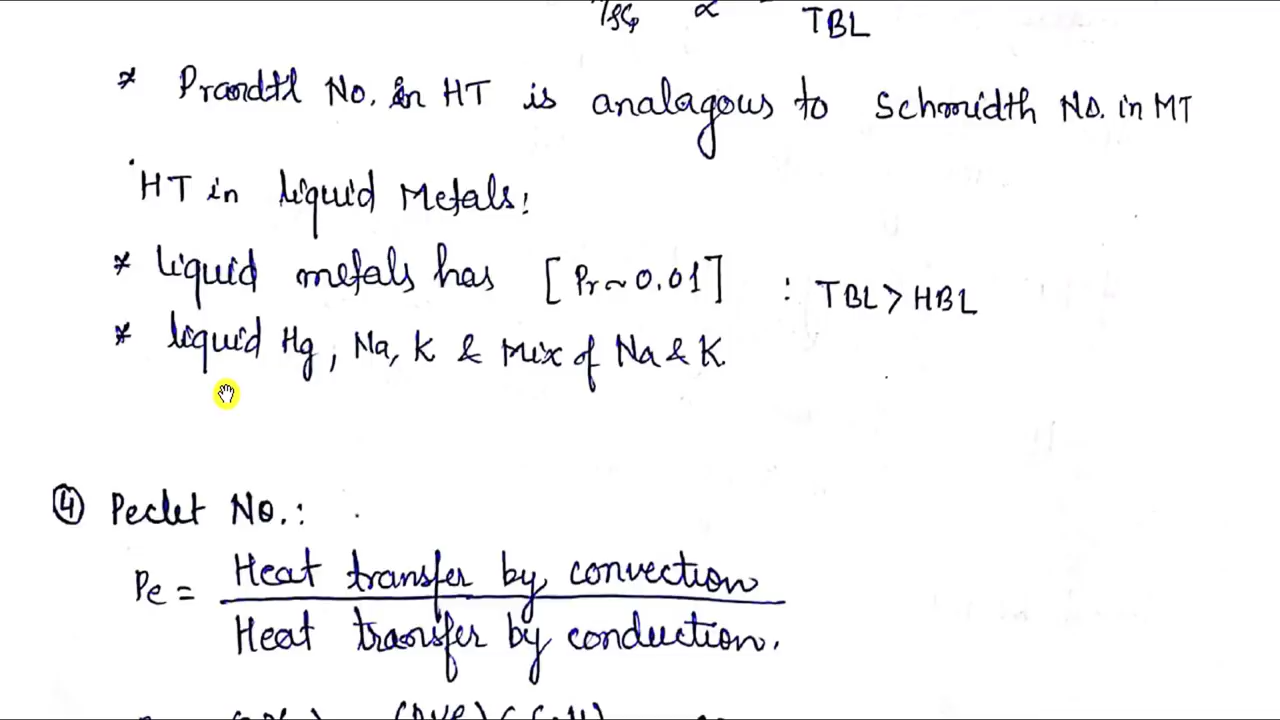 ∝ TBL
* Prandtl No. in HT is analagous to Schmidth No. in MT
HT in liquid Metals:
* liquid metals has [Pr ~ 0.01] : TBL > HBL
* liquid Hg, Na, K & Mix of Na & K
④ Peclet No.:
Pe = Heat transfer by convection
Heat transfer by conduction.